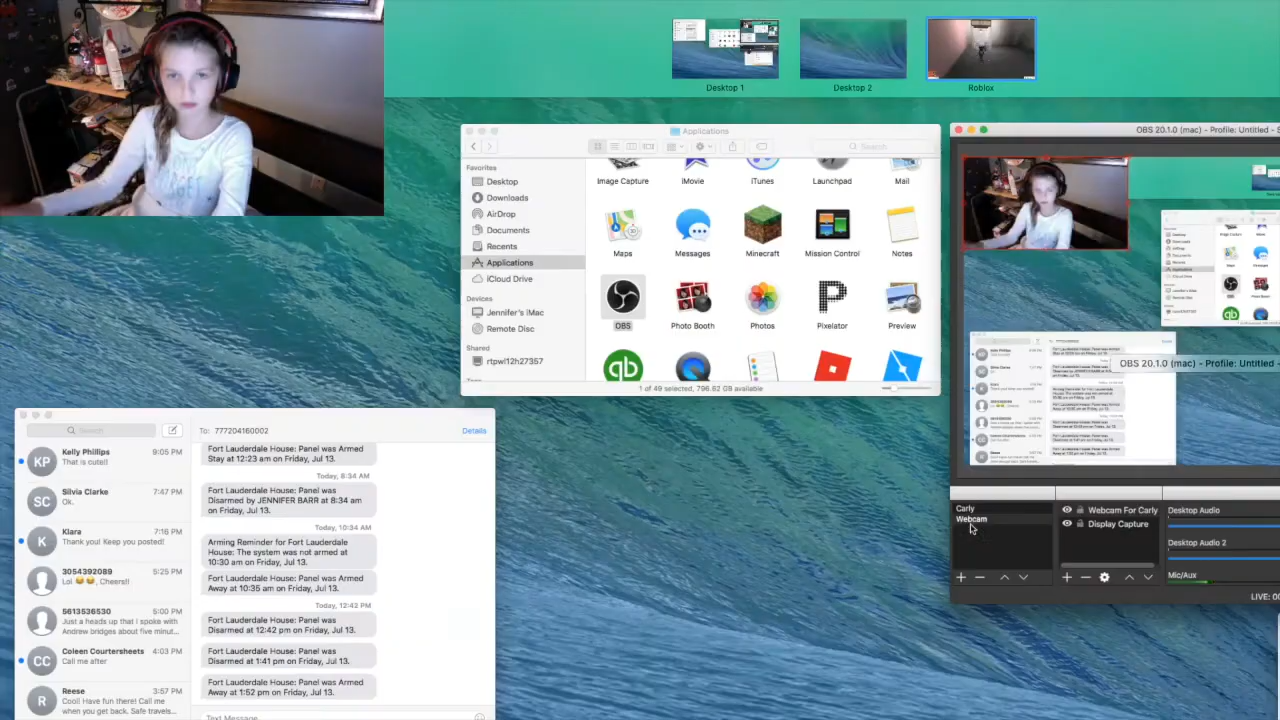 Desktop 1
Desktop 2
Roblox
Applications
Search
Favorites
Desktop
Downloads
AirDrop
Documents
Recents
Applications
iCloud Drive
Devices
Jennifer's iMac
Remote Disc
Shared
rtpwl12h27357
Image Capture
iMovie
iTunes
Launchpad
Mail
Maps
Messages
Minecraft
Mission Control
Notes
OBS
Photo Booth
Photos
Pixelator
Preview
1 of 49 selected, 796.62 GB available
OBS 20.1.0 (mac) - Profile: Untitled - S
OBS 20.1.0 (mac) - Profile: Untitled -
Carly
Webcam
Webcam For Carly
Display Capture
Desktop Audio
Desktop Audio 2
Mic/Aux
LIVE: 00
Search
To: 777204160002
Details
KP
Kelly Phillips
9:05 PM
That is cute!!
SC
Silvia Clarke
7:47 PM
Ok.
K
Klara
7:16 PM
Thank you! Keep you posted!
3054392089
5:25 PM
Lol 😂😂, Cheers!!
5613536530
5:00 PM
Just a heads up that I spoke with
Andrew bridges about five minut...
CC
Coleen Courtersheets
4:03 PM
Call me after
R
Reese
3:57 PM
Cool! Have fun there! Call me
when you get back. Safe travels...
Fort Lauderdale House: Panel was Armed
Stay at 12:23 am on Friday, Jul 13.
Today, 8:34 AM
Fort Lauderdale House: Panel was
Disarmed by JENNIFER BARR at 8:34 am
on Friday, Jul 13.
Today, 10:34 AM
Arming Reminder for Fort Lauderdale
House: The system was not armed at
10:30 am on Friday, Jul 13.
Fort Lauderdale House: Panel was Armed
Away at 10:35 am on Friday, Jul 13.
Today, 12:42 PM
Fort Lauderdale House: Panel was
Disarmed at 12:42 pm on Friday, Jul 13.
Fort Lauderdale House: Panel was
Disarmed at 1:41 pm on Friday, Jul 13.
Fort Lauderdale House: Panel was Armed
Away at 1:52 pm on Friday, Jul 13.
Text Message